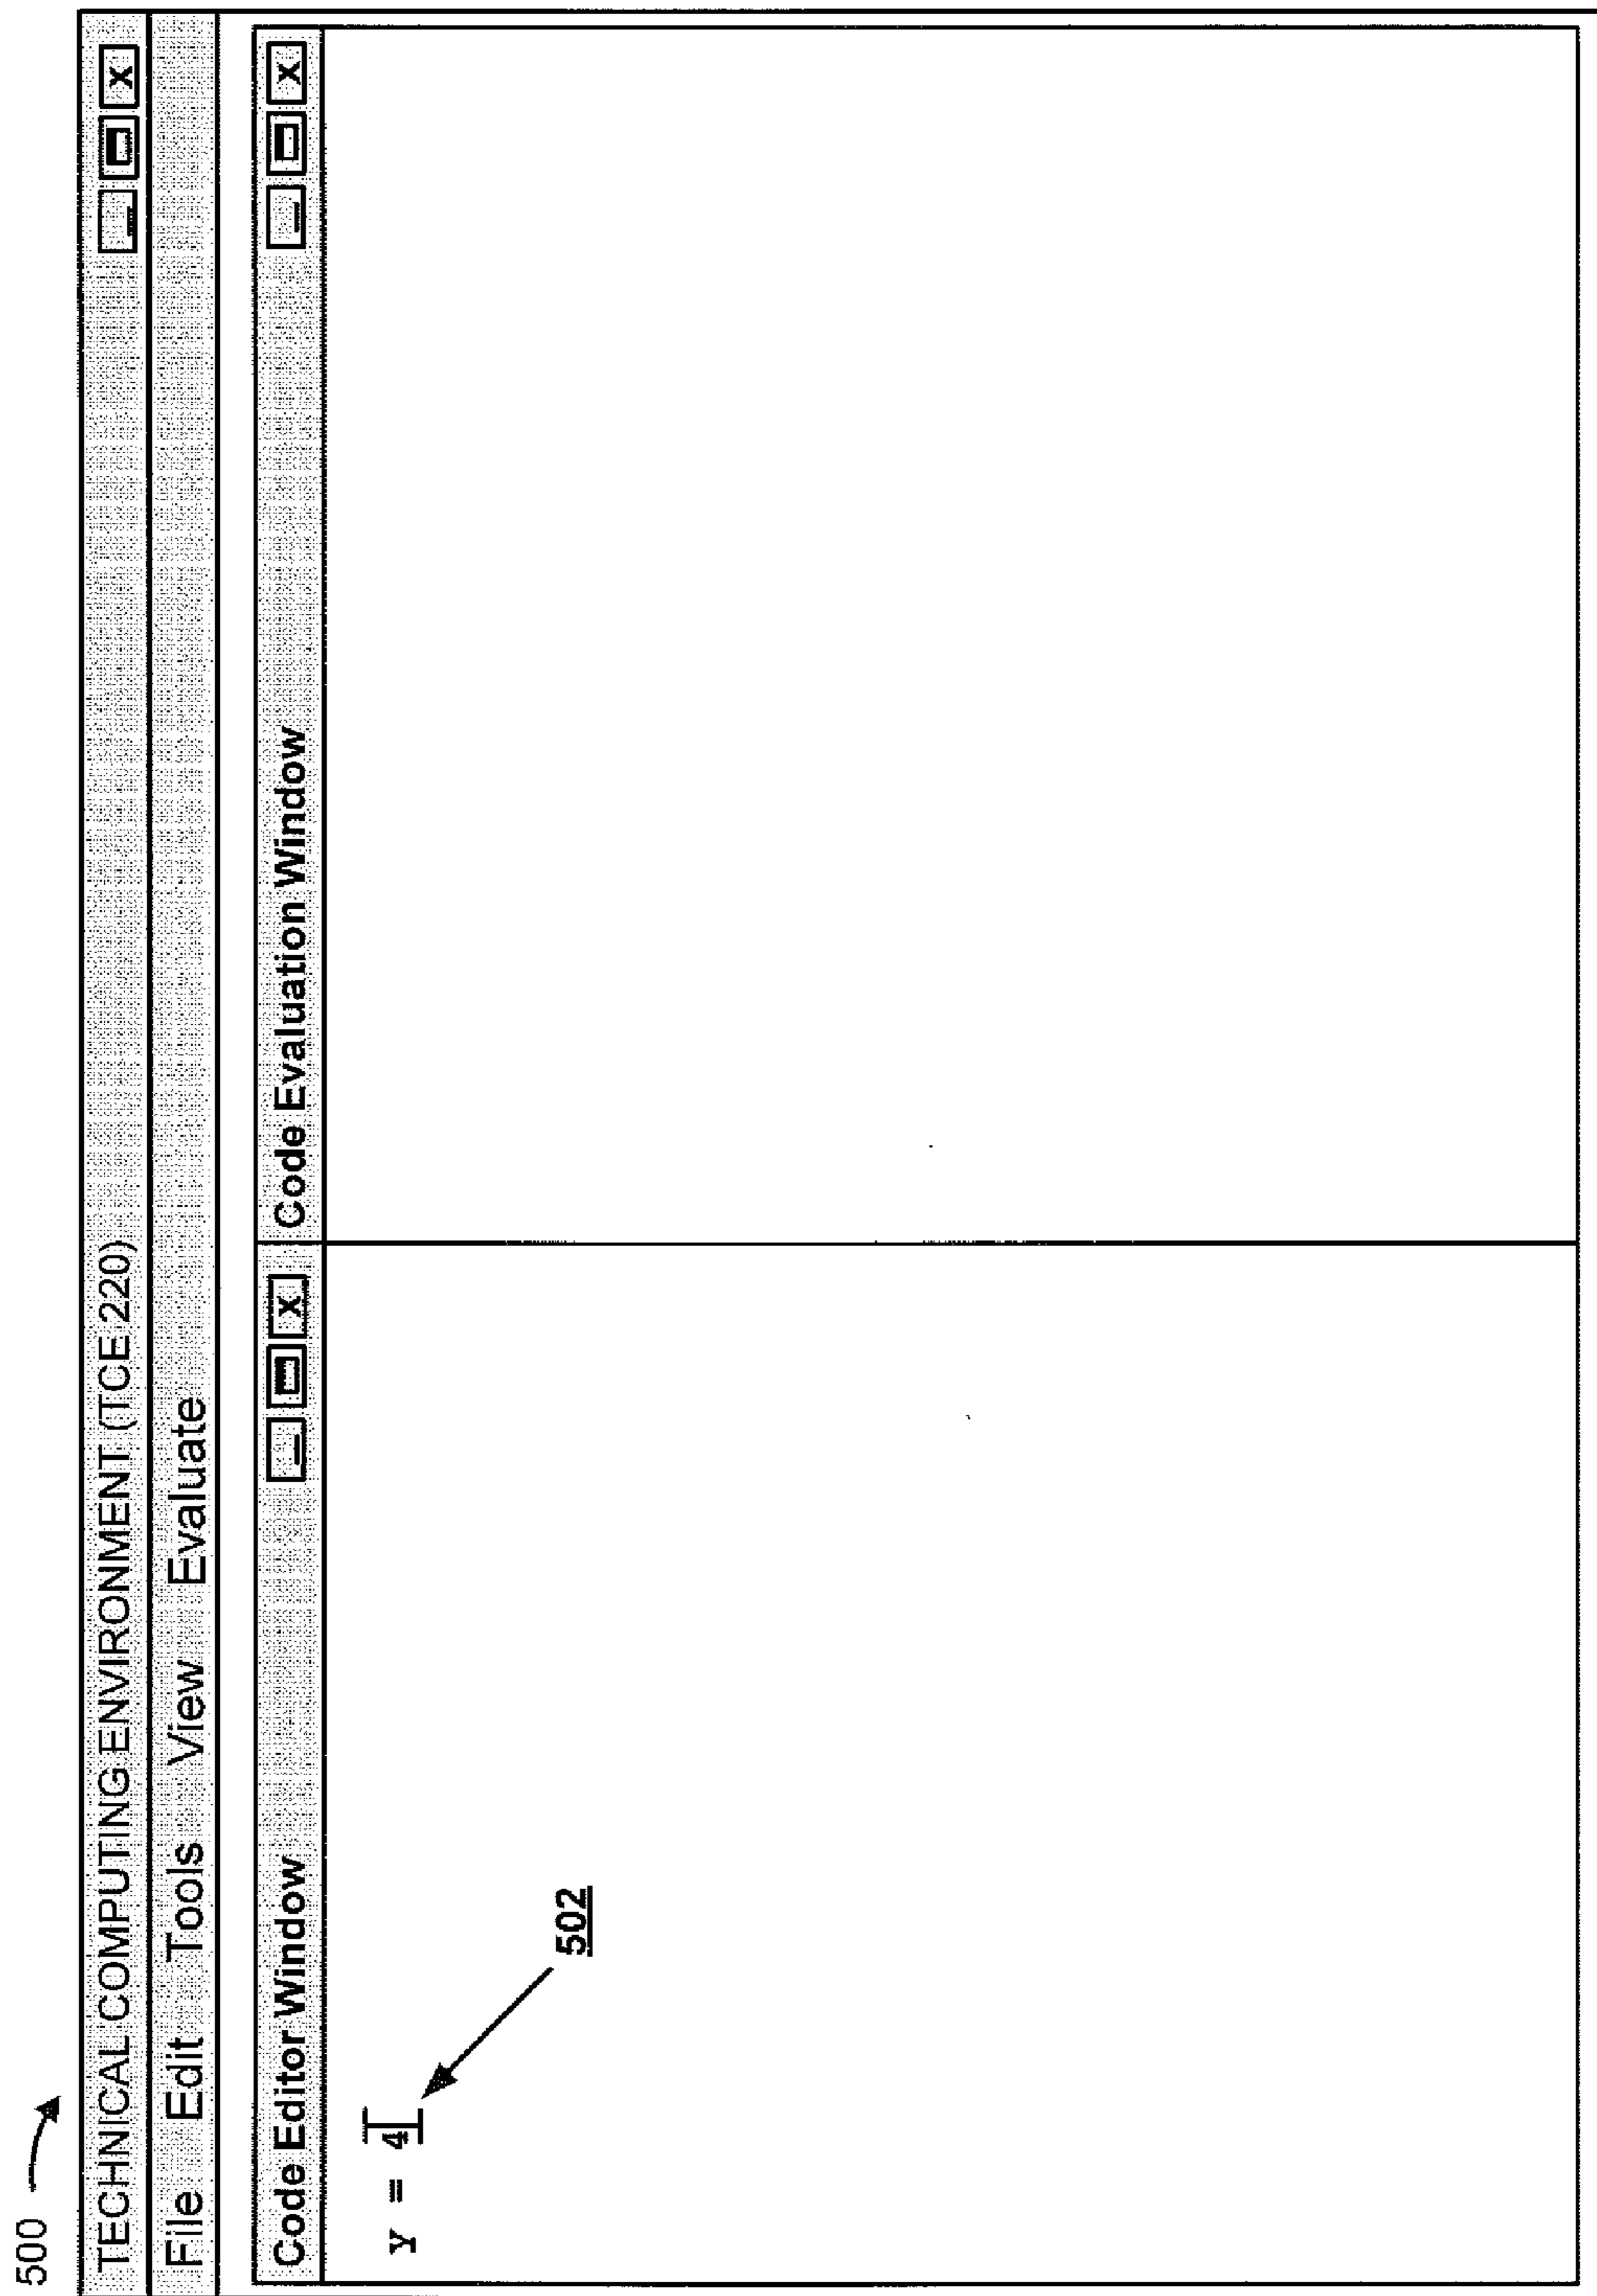 500
TECHNICAL COMPUTING ENVIRONMENT (TCE 220)
File Edit Tools View Evaluate
Code Editor Window
Code Evaluation Window
y = 4
502